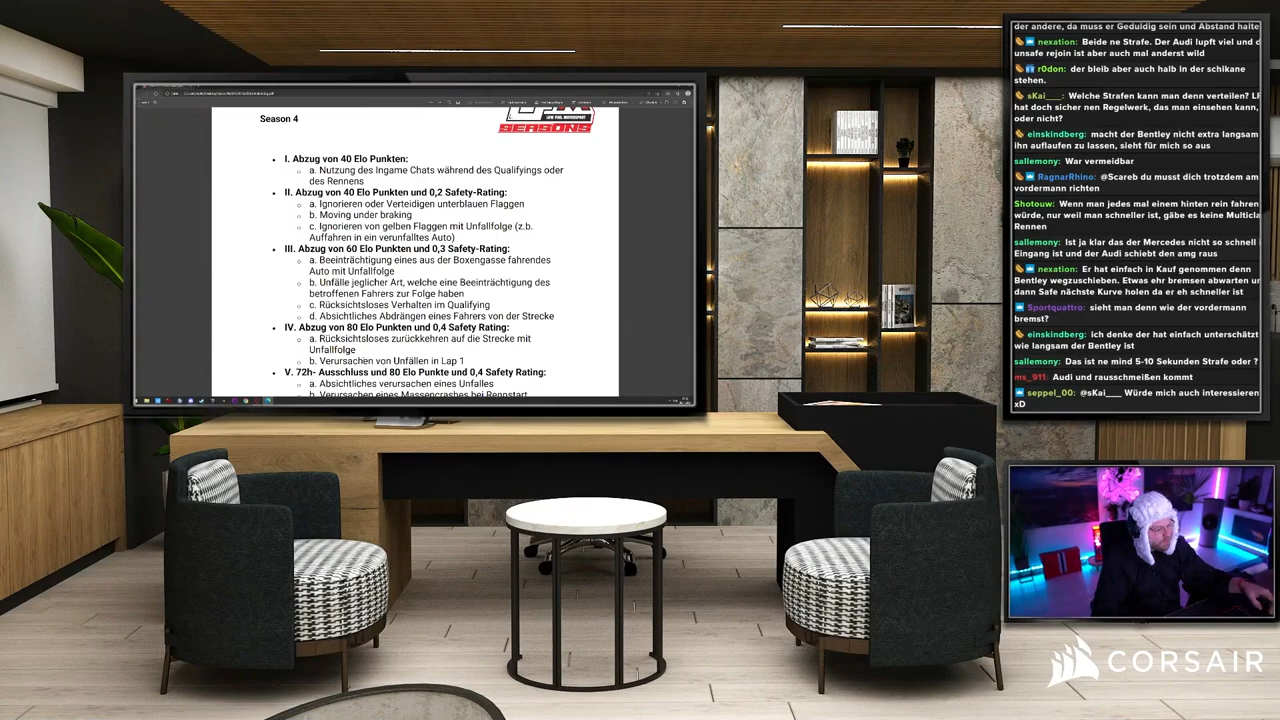 Season 4
LOW FUEL MOTORSPORT
SEASONS
I. Abzug von 40 Elo Punkten:
a. Nutzung des Ingame Chats während des Qualifyings oder
des Rennens
II. Abzug von 40 Elo Punkten und 0,2 Safety-Rating:
a. Ignorieren oder Verteidigen unterblauen Flaggen
b. Moving under braking
c. Ignorieren von gelben Flaggen mit Unfallfolge (z.b.
Auffahren in ein verunfalltes Auto)
III. Abzug von 60 Elo Punkten und 0,3 Safety-Rating:
a. Beeinträchtigung eines aus der Boxengasse fahrendes
Auto mit Unfallfolge
b. Unfälle jeglicher Art, welche eine Beeinträchtigung des
betroffenen Fahrers zur Folge haben
c. Rücksichtsloses Verhalten im Qualifying
d. Absichtliches Abdrängen eines Fahrers von der Strecke
IV. Abzug von 80 Elo Punkten und 0,4 Safety Rating:
a. Rücksichtsloses zurückkehren auf die Strecke mit
Unfallfolge
b. Verursachen von Unfällen in Lap 1
V. 72h- Ausschluss und 80 Elo Punkte und 0,4 Safety Rating:
a. Absichtliches verursachen eines Unfalles
b. Verursachen eines Massencrashes bei Rennstart
der andere, da muss er Geduldig sein und Abstand halte
nexation: Beide ne Strafe. Der Audi lupft viel und d
unsafe rejoin ist aber auch mal anderst wild
r0don: der bleib aber auch halb in der schikane
stehen.
sKai___: Welche Strafen kann man denn verteilen? LF
hat doch sicher nen Regelwerk, das man einsehen kann,
oder nicht?
einskindberg: macht der Bentley nicht extra langsam
ihn auflaufen zu lassen, sieht für mich so aus
sallemony: War vermeidbar
RagnarRhino: @Scareb du musst dich trotzdem am
vordermann richten
Shotouw: Wenn man jedes mal einem hinten rein fahren
würde, nur weil man schneller ist, gäbe es keine Multicla
Rennen
sallemony: Ist ja klar das der Mercedes nicht so schnell
Eingang ist und der Audi schiebt den amg raus
nexation: Er hat einfach in Kauf genommen denn
Bentley wegzuschieben. Etwas ehr bremsen abwarten un
dann Safe nächste Kurve holen da er eh schneller ist
Sportquattro: sieht man denn wie der vordermann
bremst?
einskindberg: ich denke der hat einfach unterschätzt
wie langsam der Bentley ist
sallemony: Das ist ne mind 5-10 Sekunden Strafe oder ?
ms_911: Audi und rausschmeißen kommt
seppel_00: @sKai___ Würde mich auch interessieren
xD
CORSAIR